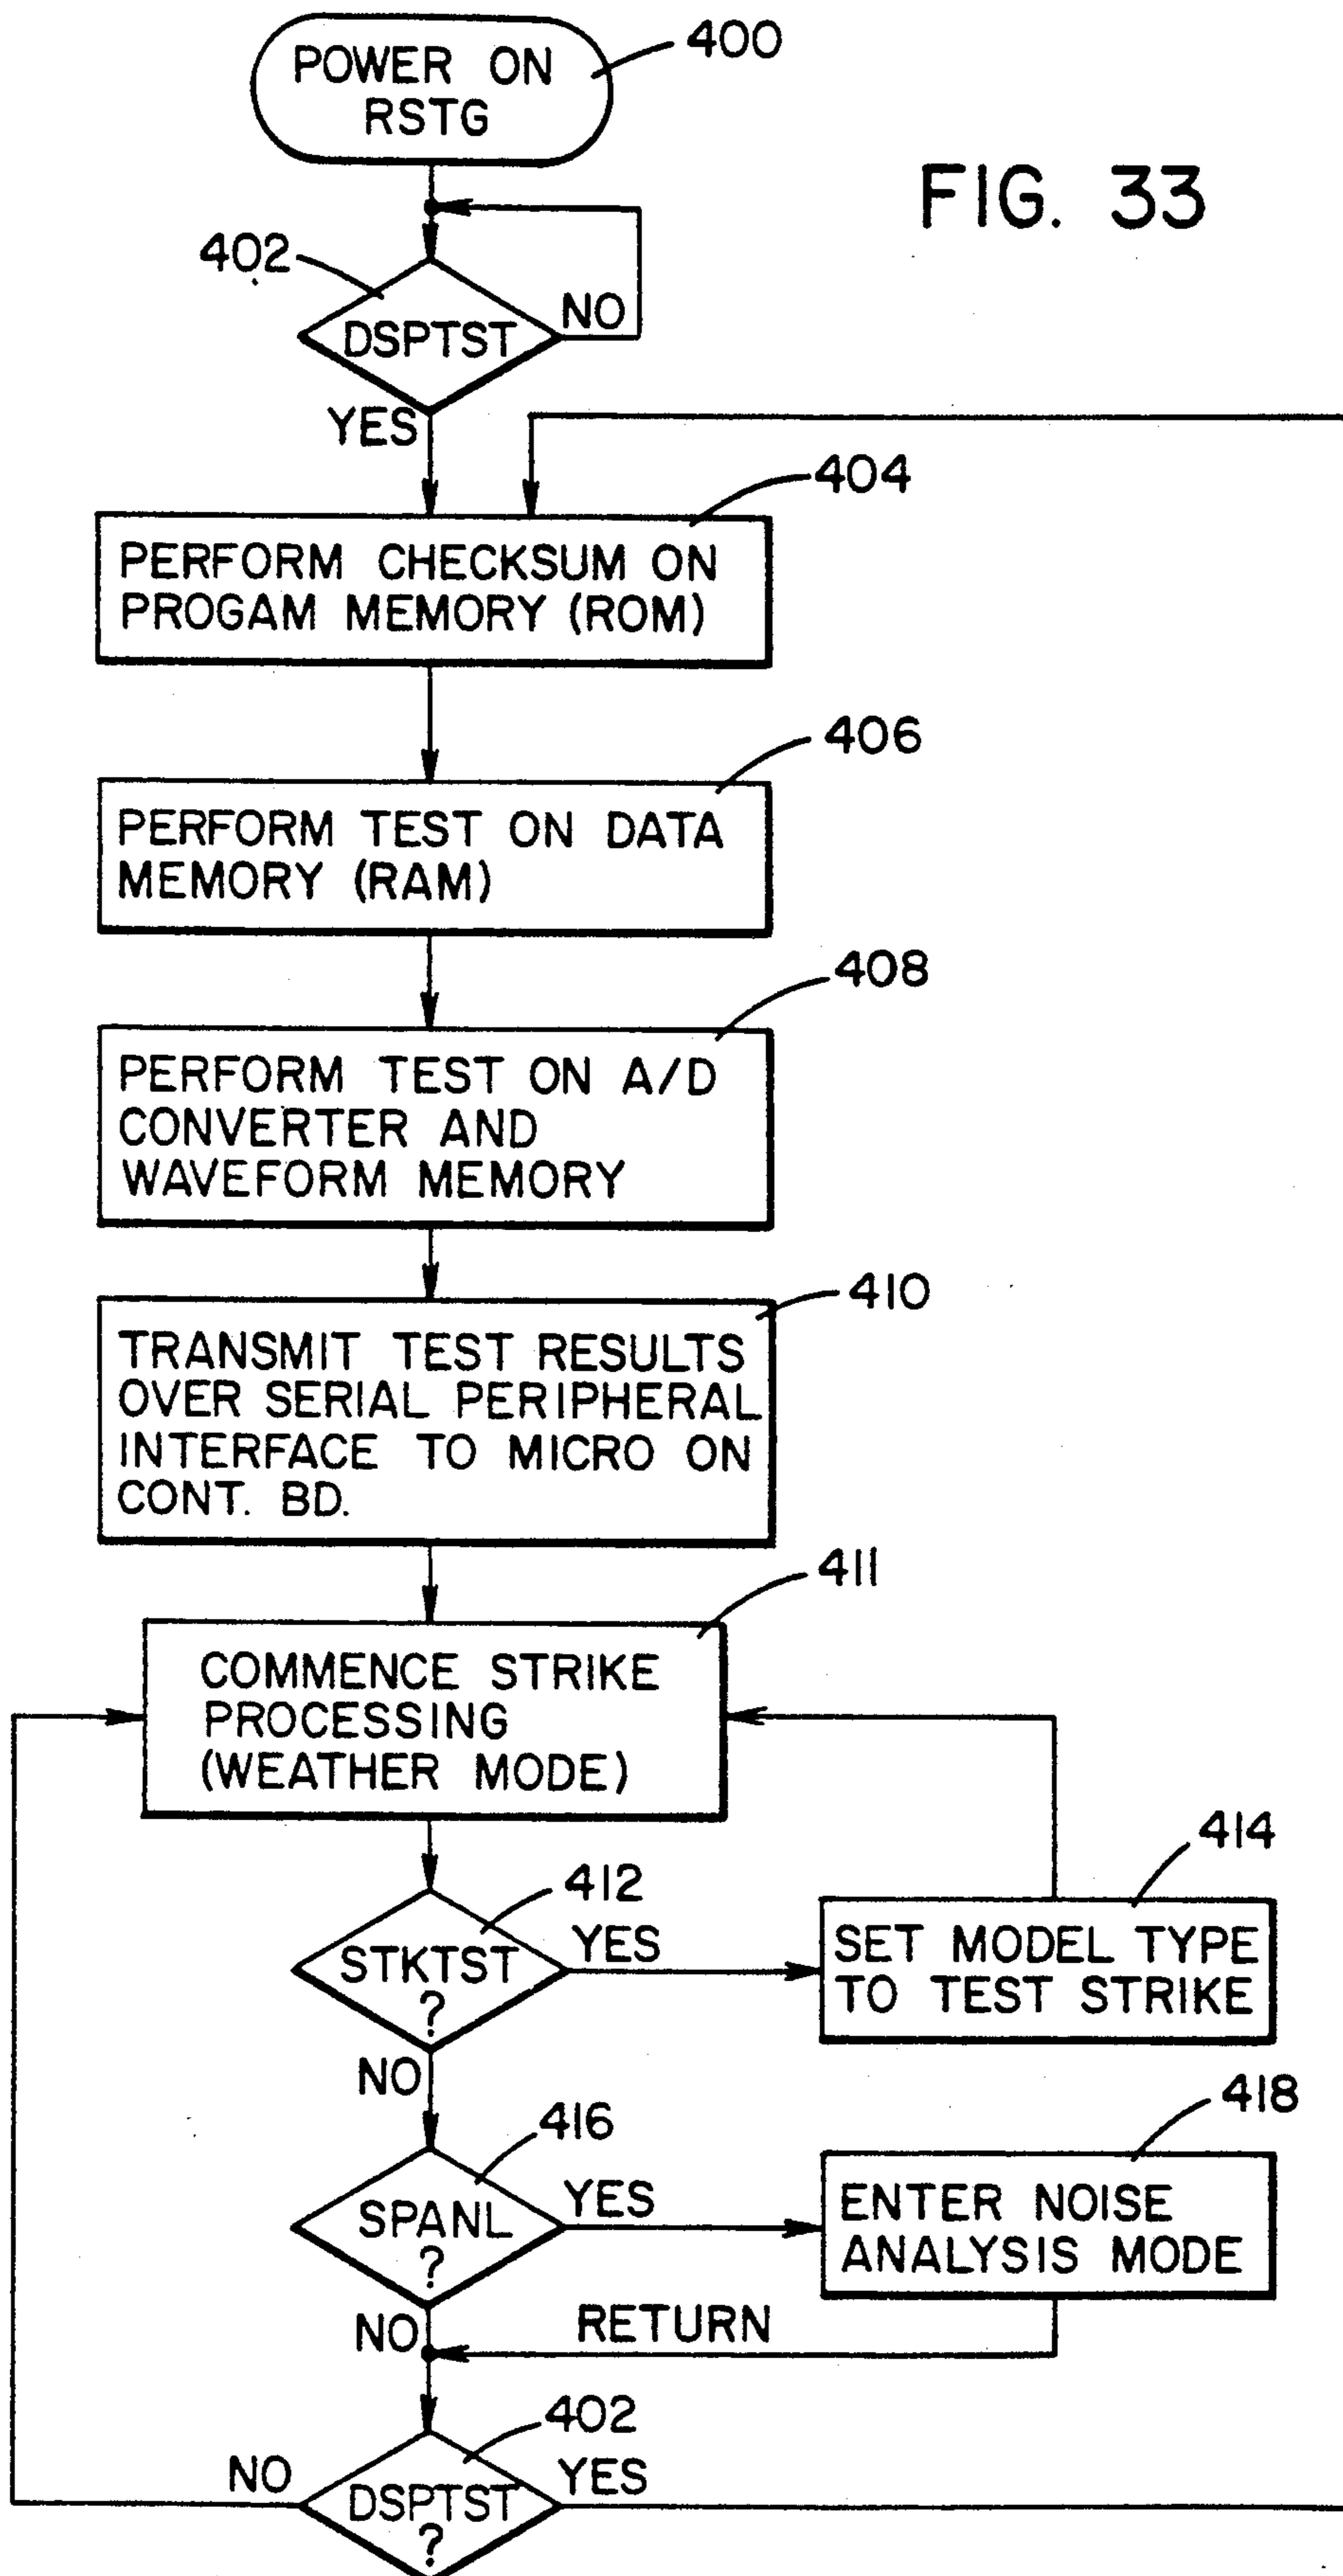 POWER ON
RSTG
400
FIG. 33
402
DSPTST
NO
YES
404
PERFORM CHECKSUM ON
PROGAM MEMORY (ROM)
406
PERFORM TEST ON DATA
MEMORY (RAM)
408
PERFORM TEST ON A/D
CONVERTER AND
WAVEFORM MEMORY
410
TRANSMIT TEST RESULTS
OVER SERIAL PERIPHERAL
INTERFACE TO MICRO ON
CONT. BD.
411
COMMENCE STRIKE
PROCESSING
(WEATHER MODE)
412
STKTST
?
YES
NO
414
SET MODEL TYPE
TO TEST STRIKE
416
SPANL
?
YES
NO
418
ENTER NOISE
ANALYSIS MODE
RETURN
402
DSPTST
?
NO
YES